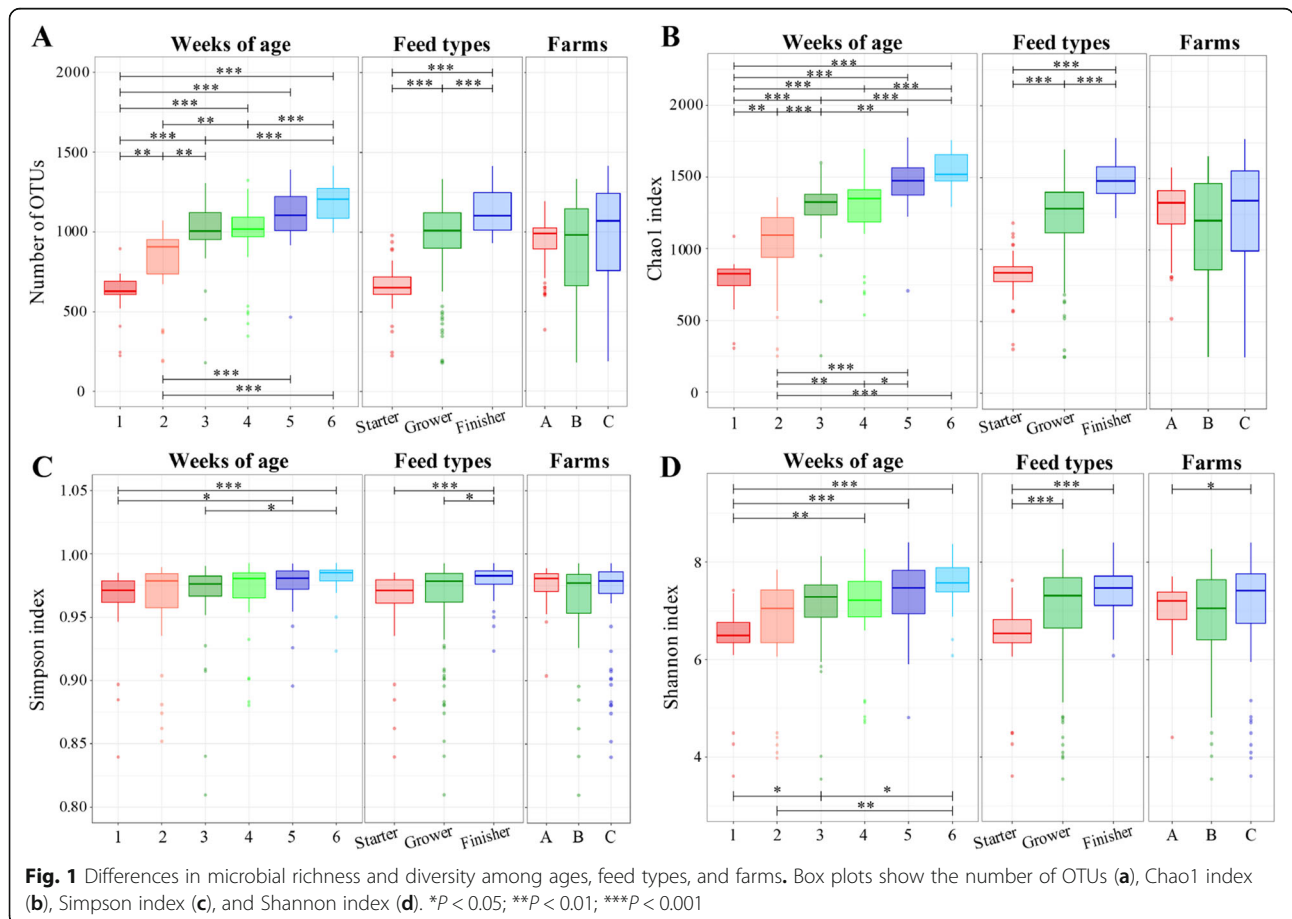 A
Weeks of age Feed types Farms
Number of OTUs
2000
1500
1000
500
0
*** *** ***
*** *** ***
***
** ***
*** ***
** **
***
***
1 2 3 4 5 6 Starter Grower Finisher A B C
B
Weeks of age Feed types Farms
Chao1 index
2000
1500
1000
500
0
*** ***
*** *** ***
*** ***
*** ***
** *** **
***
** *
***
1 2 3 4 5 6 Starter Grower Finisher A B C
C
Weeks of age Feed types Farms
Simpson index
1.05
1.00
0.95
0.90
0.85
0.80
*** ***
* *
*
1 2 3 4 5 6 Starter Grower Finisher A B C
D
Weeks of age Feed types Farms
Shannon index
8
6
4
*** *** *
*** ***
**
* *
**
1 2 3 4 5 6 Starter Grower Finisher A B C
Fig. 1 Differences in microbial richness and diversity among ages, feed types, and farms. Box plots show the number of OTUs (a), Chao1 index
(b), Simpson index (c), and Shannon index (d). *P < 0.05; **P < 0.01; ***P < 0.001